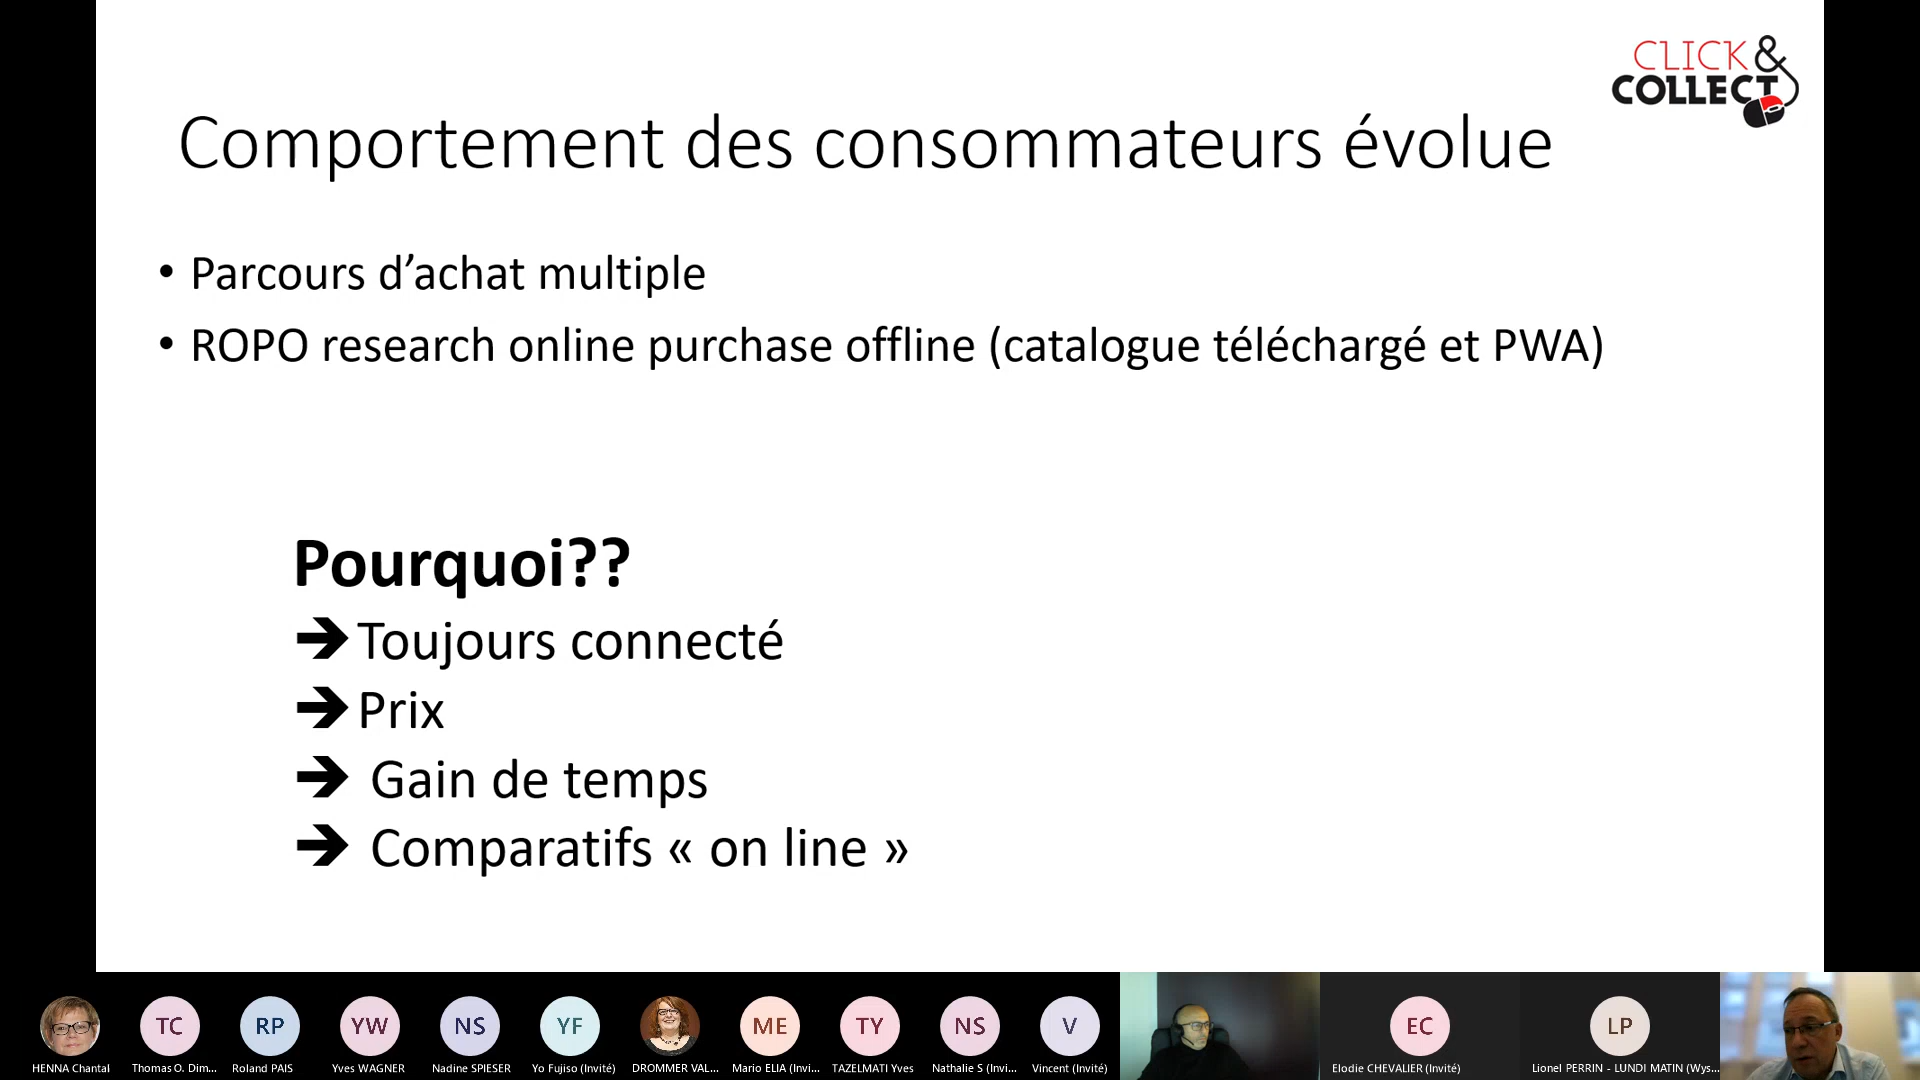 CLICK&
COLLECT
Comportement des consommateurs évolue
• Parcours d’achat multiple
• ROPO research online purchase offline (catalogue téléchargé et PWA)
Pourquoi??
➔ Toujours connecté
➔ Prix
➔ Gain de temps
➔ Comparatifs « on line »
TC RP YW NS YF ME TY NS V EC LP
HENNA Chantal Thomas O. Dim... Roland PAIS Yves WAGNER Nadine SPIESER Yo Fujiso (Invité) DROMMER VAL... Mario ELIA (Invi... TAZELMATI Yves Nathalie S (Invi... Vincent (Invité) Elodie CHEVALIER (Invité) Lionel PERRIN - LUNDI MATIN (Wys...